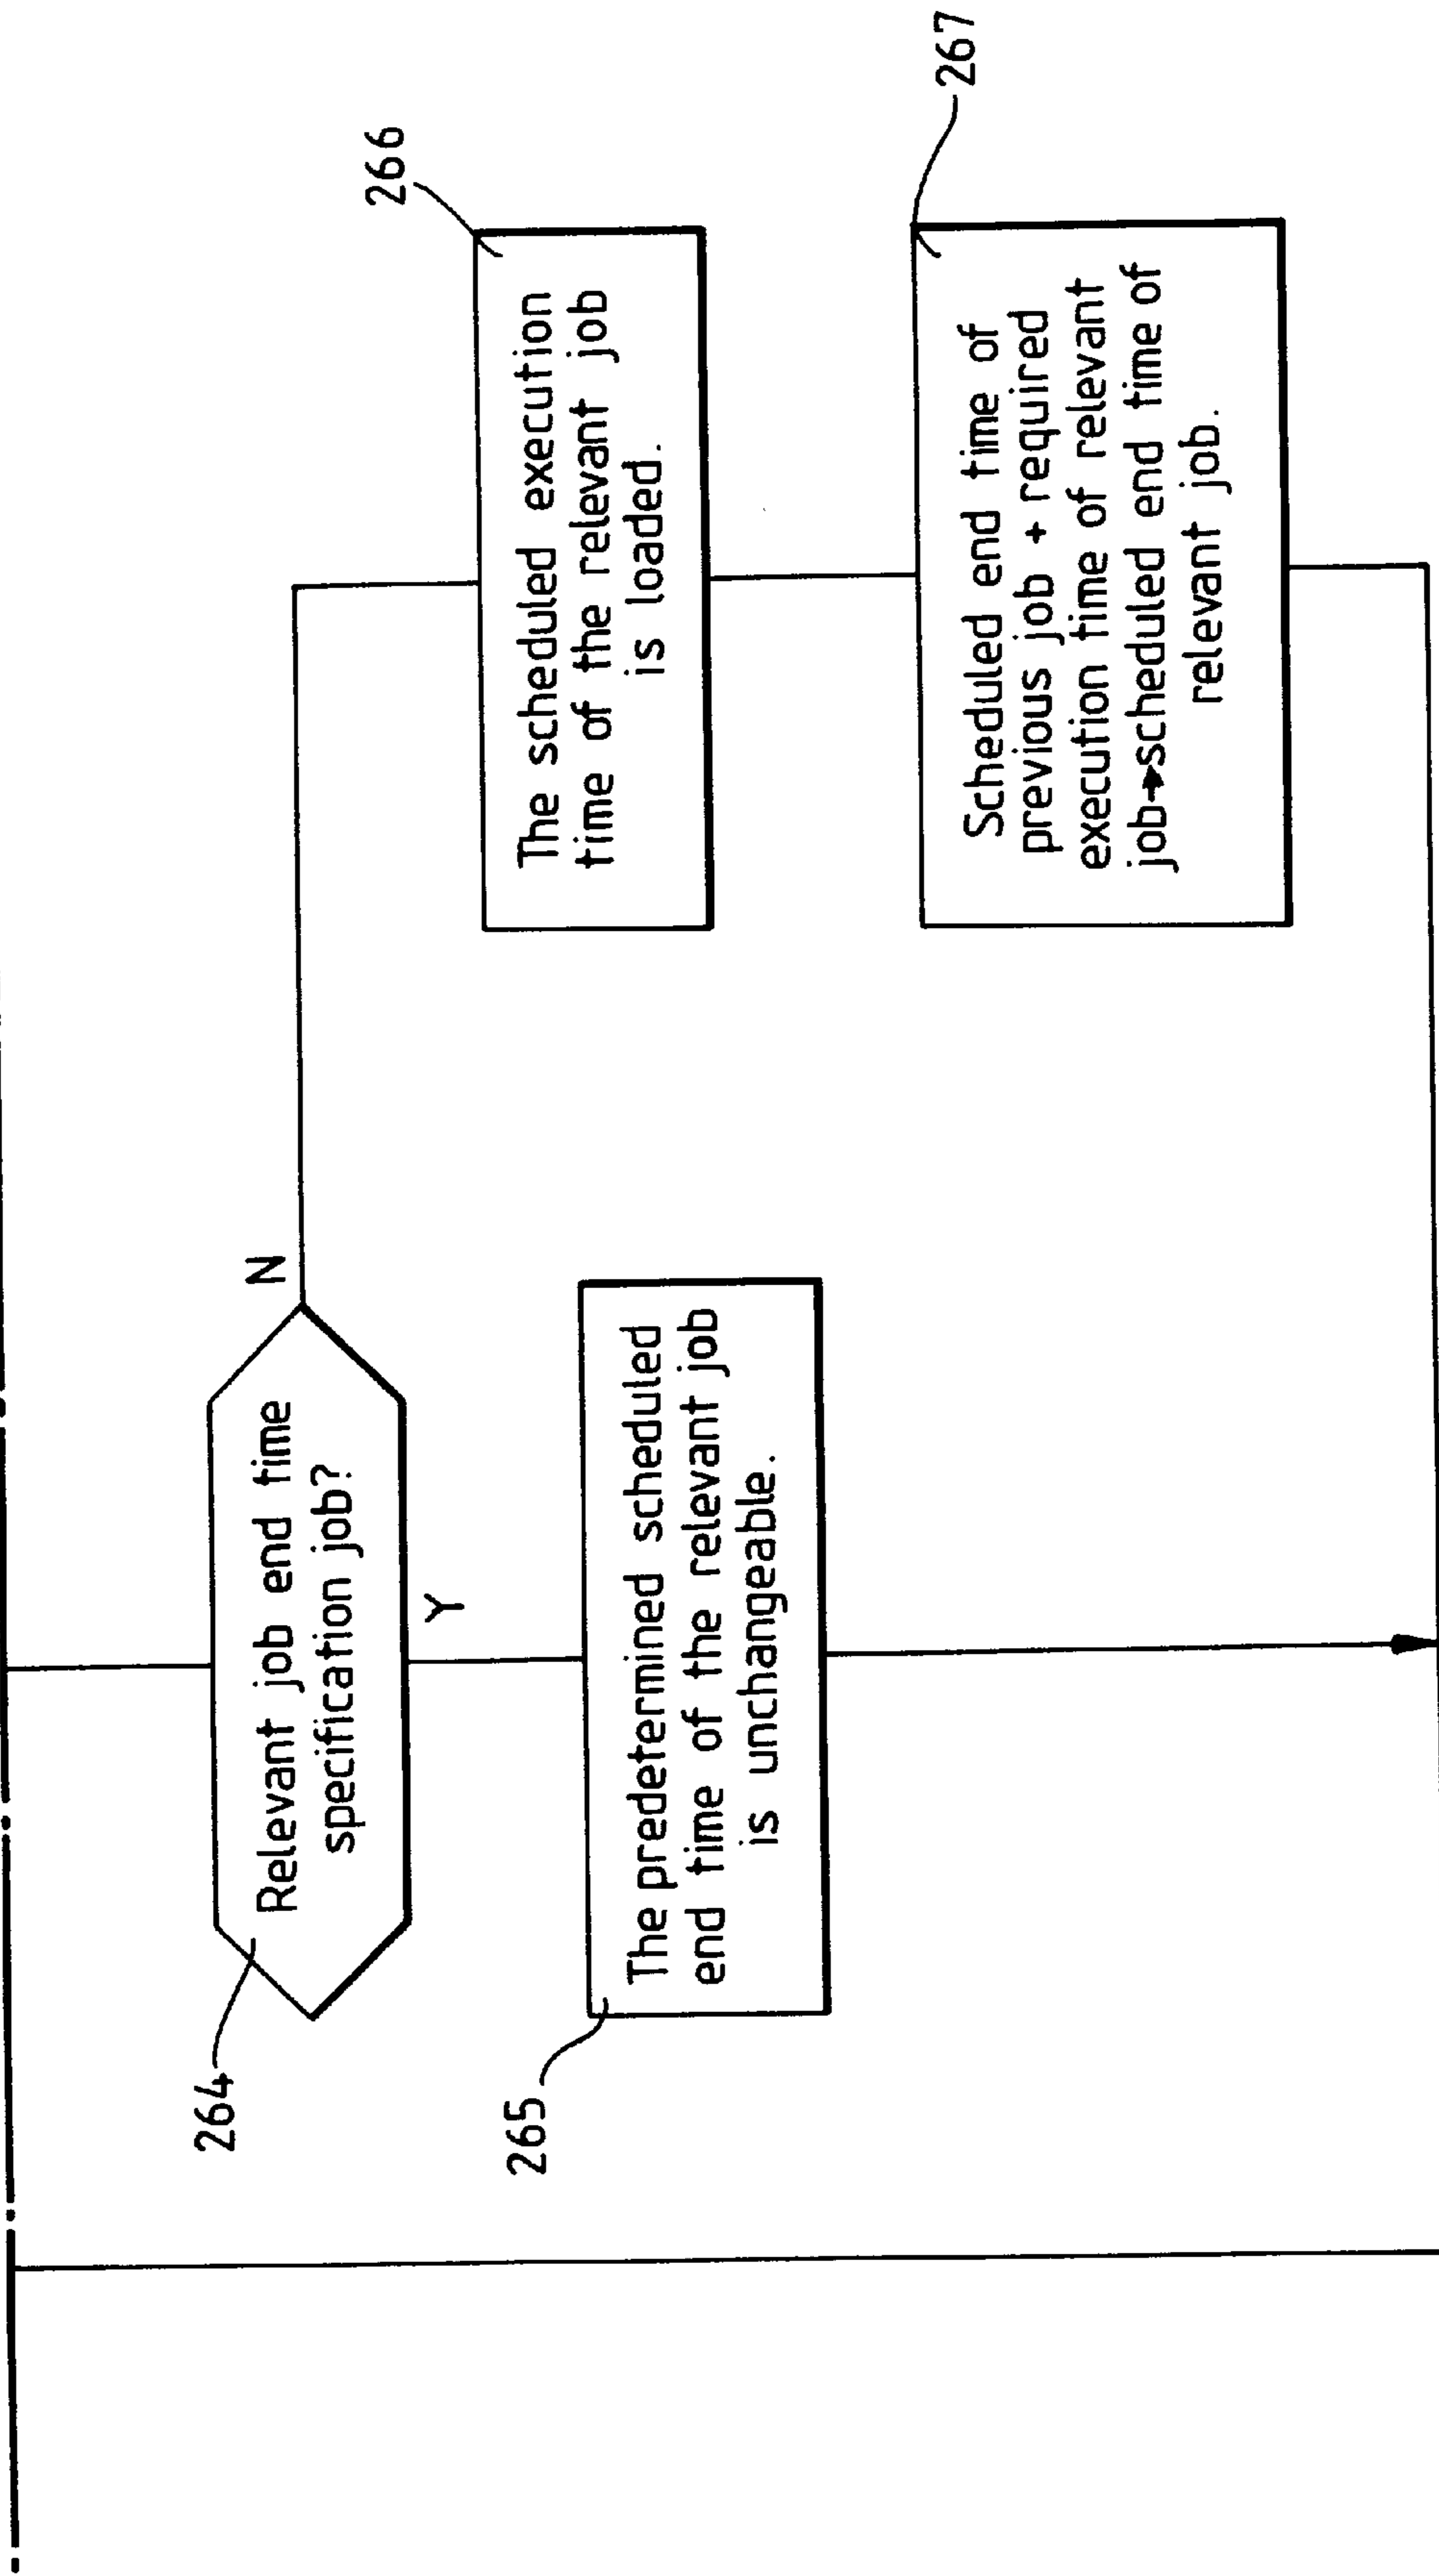 264
Relevant job end time
specification job?
N
Y
265
The predetermined scheduled
end time of the relevant job
is unchangeable.
266
The scheduled execution
time of the relevant job
is loaded.
267
Scheduled end time of
previous job + required
execution time of relevant
job→scheduled end time of
relevant job.